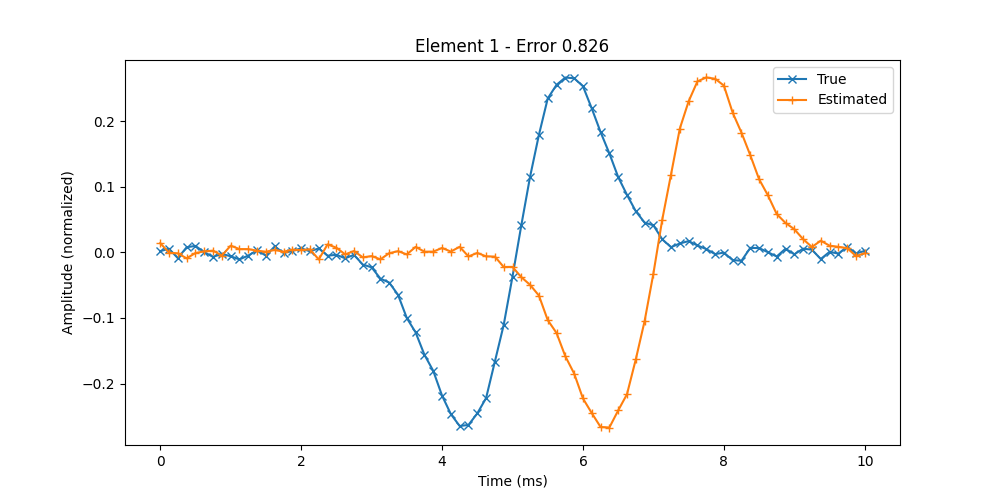 Element 1 - Error 0.826
True
Estimated
0.2
0.1
0.0
−0.1
−0.2
Amplitude (normalized)
0 2 4 6 8 10
Time (ms)